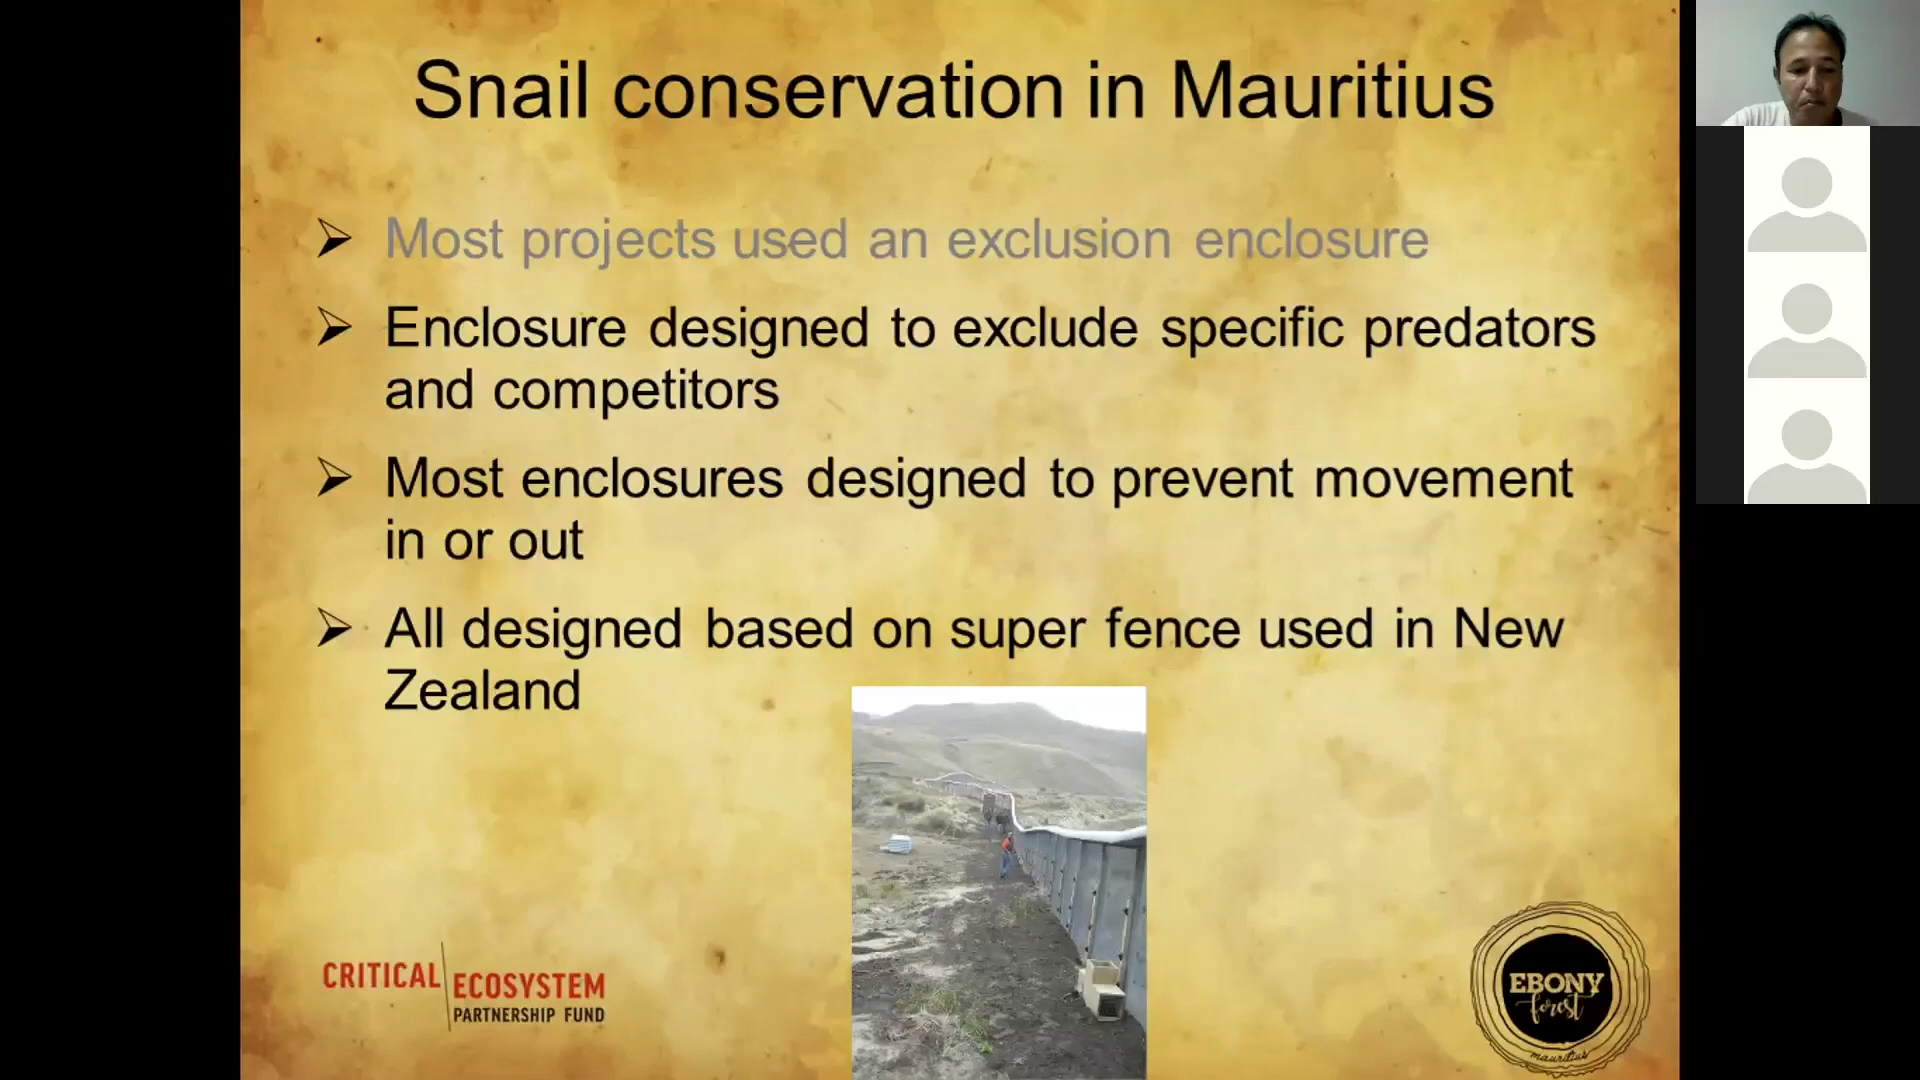 Snail conservation in Mauritius
Most projects used an exclusion enclosure
Enclosure designed to exclude specific predators
and competitors
Most enclosures designed to prevent movement
in or out
All designed based on super fence used in New
Zealand
CRITICAL
ECOSYSTEM
PARTNERSHIP FUND
EBONY
forest
mauritius